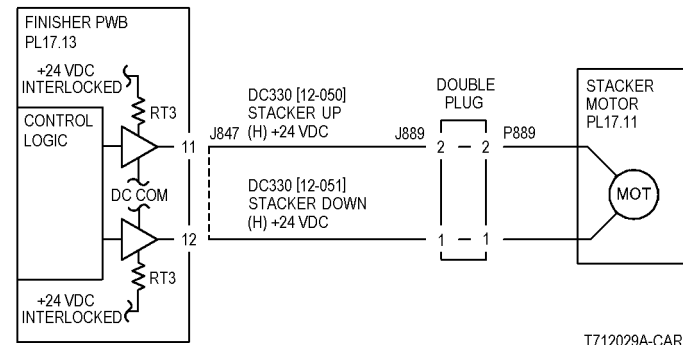 FINISHER PWB
PL17.13
+24 VDC
INTERLOCKED
RT3
CONTROL
LOGIC
11
J847
DC330 [12-050]
STACKER UP
(H) +24 VDC
J889
DOUBLE
PLUG
2 2
P889
STACKER
MOTOR
PL17.11
MOT
DC COM
DC330 [12-051]
STACKER DOWN
(H) +24 VDC
12
1 1
RT3
+24 VDC
INTERLOCKED
T712029A-CAR